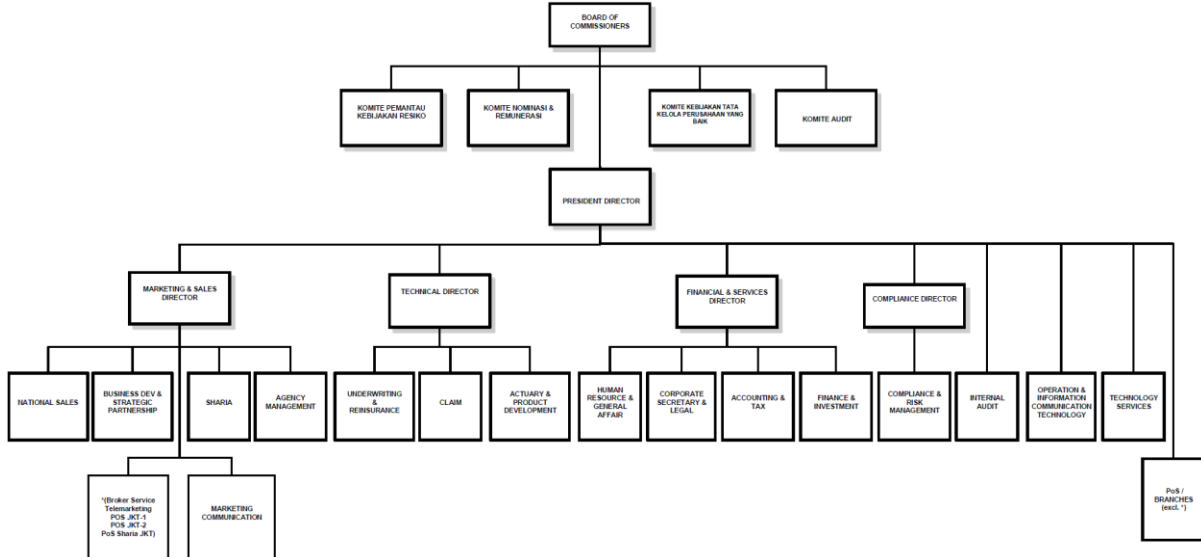 BOARD OF
COMMISSIONERS
KOMITE PEMANTAU
KEBIJAKAN RESIKO
KOMITE NOMINASI &
REMUNERASI
KOMITE KEBIJAKAN TATA
KELOLA PERUSAHAAN YANG
BAIK
KOMITE AUDIT
PRESIDENT DIRECTOR
MARKETING & SALES
DIRECTOR
TECHNICAL DIRECTOR
FINANCIAL & SERVICES
DIRECTOR
COMPLIANCE DIRECTOR
NATIONAL SALES
BUSINESS DEV &
STRATEGIC
PARTNERSHIP
SHARIA
AGENCY
MANAGEMENT
UNDERWRITING
&
REINSURANCE
CLAIM
ACTUARY &
PRODUCT
DEVELOPMENT
HUMAN
RESOURCE &
GENERAL
AFFAIR
CORPORATE
SECRETARY &
LEGAL
ACCOUNTING &
TAX
FINANCE &
INVESTMENT
COMPLIANCE &
RISK
MANAGEMENT
INTERNAL
AUDIT
OPERATION &
INFORMATION
COMMUNICATION
TECHNOLOGY
TECHNOLOGY
SERVICES
*(Broker Service
Telemarketing
POS JKT-1
POS JKT-2
PoS Sharia JKT)
MARKETING
COMMUNICATION
PoS /
BRANCHES
(excl. *)